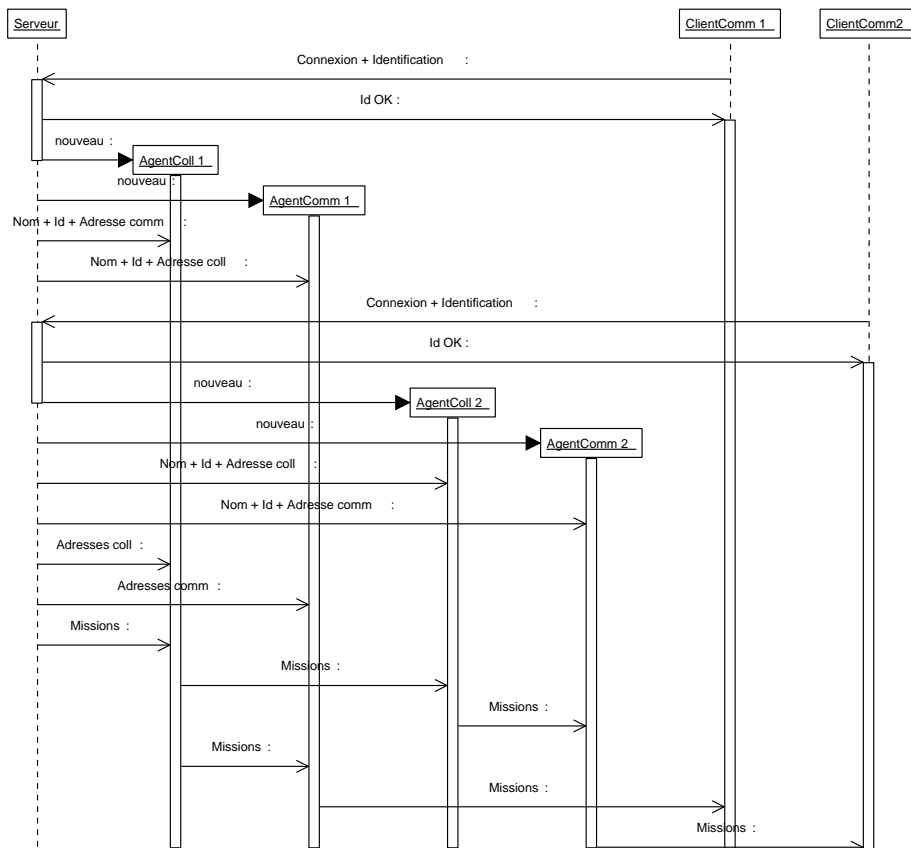 Serveur
ClientComm 1
ClientComm2
Connexion + Identification :
Id OK :
nouveau :
AgentColl 1
nouveau :
AgentComm 1
Nom + Id + Adresse comm :
Nom + Id + Adresse coll :
Connexion + Identification :
Id OK :
nouveau :
AgentColl 2
nouveau :
AgentComm 2
Nom + Id + Adresse coll :
Nom + Id + Adresse comm :
Adresses coll :
Adresses comm :
Missions :
Missions :
Missions :
Missions :
Missions :
Missions :